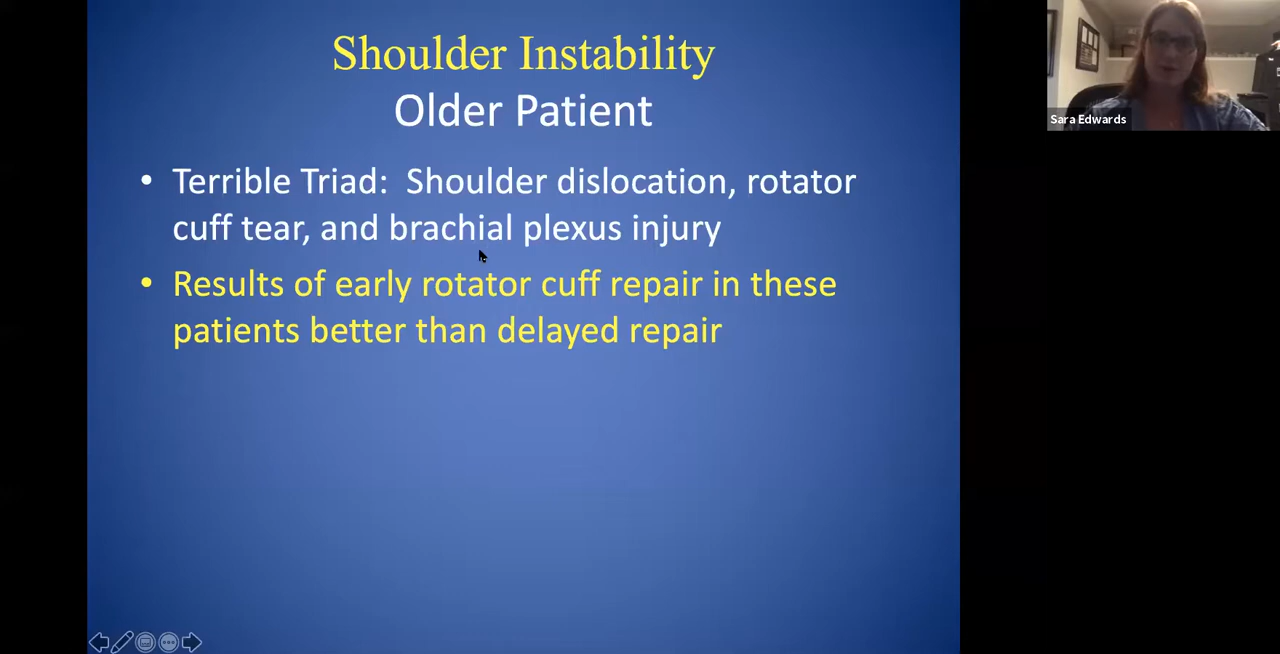 Shoulder Instability
Older Patient
• Terrible Triad: Shoulder dislocation, rotator
cuff tear, and brachial plexus injury
• Results of early rotator cuff repair in these
patients better than delayed repair
Sara Edwards